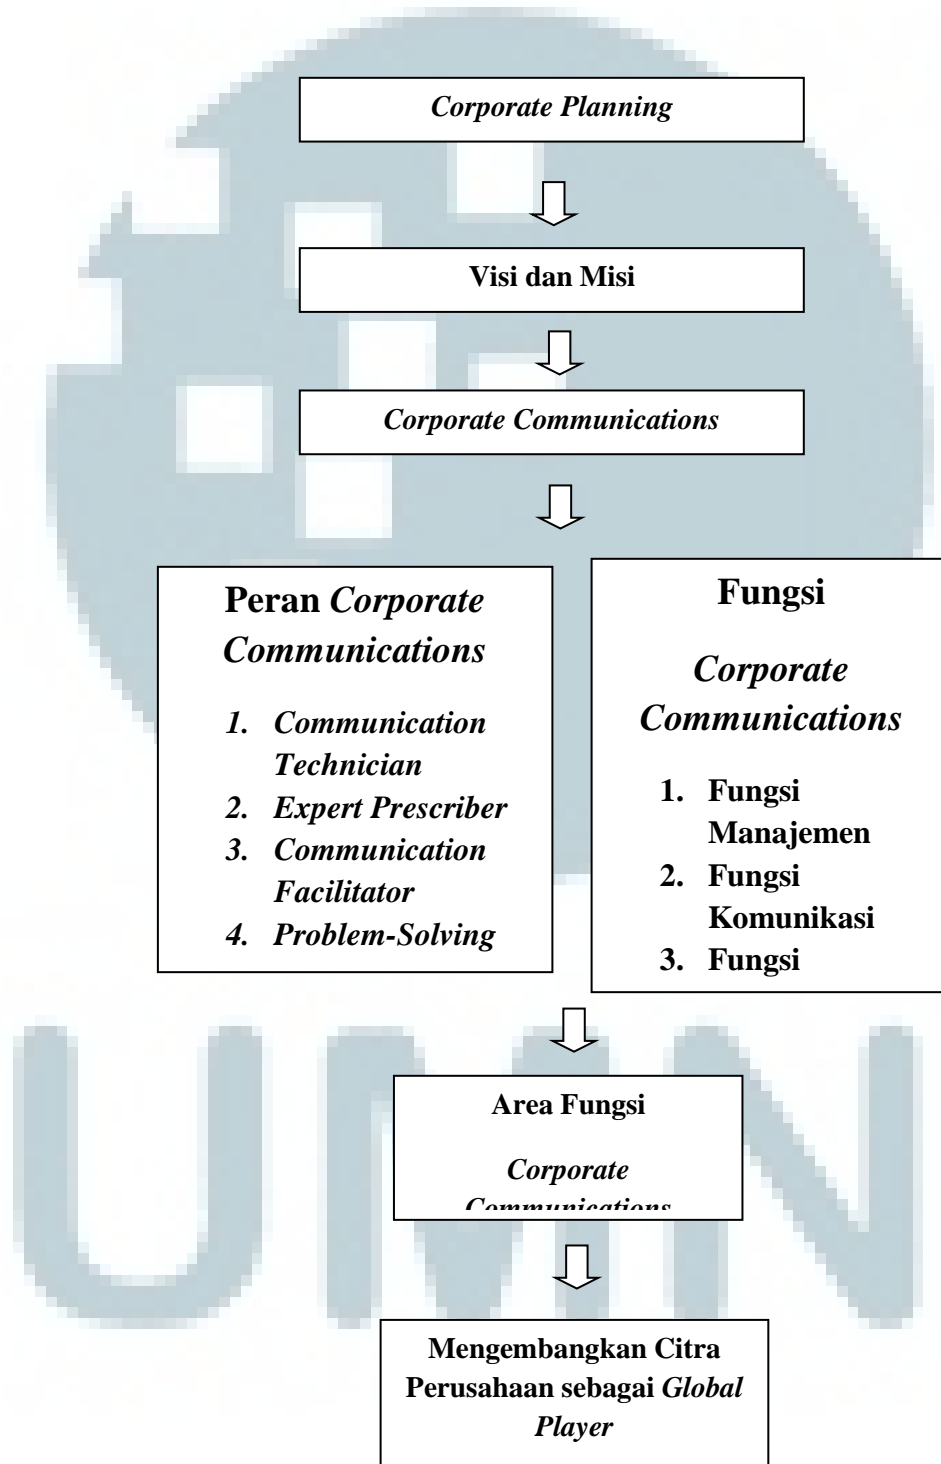 Corporate Planning
Visi dan Misi
Corporate Communications
Peran Corporate
Communications
1. Communication
Technician
2. Expert Prescriber
3. Communication
Facilitator
4. Problem-Solving
Fungsi
Corporate
Communications
1. Fungsi
Manajemen
2. Fungsi
Komunikasi
3. Fungsi
Area Fungsi
Corporate
Communications
Mengembangkan Citra
Perusahaan sebagai Global
Player
UMN